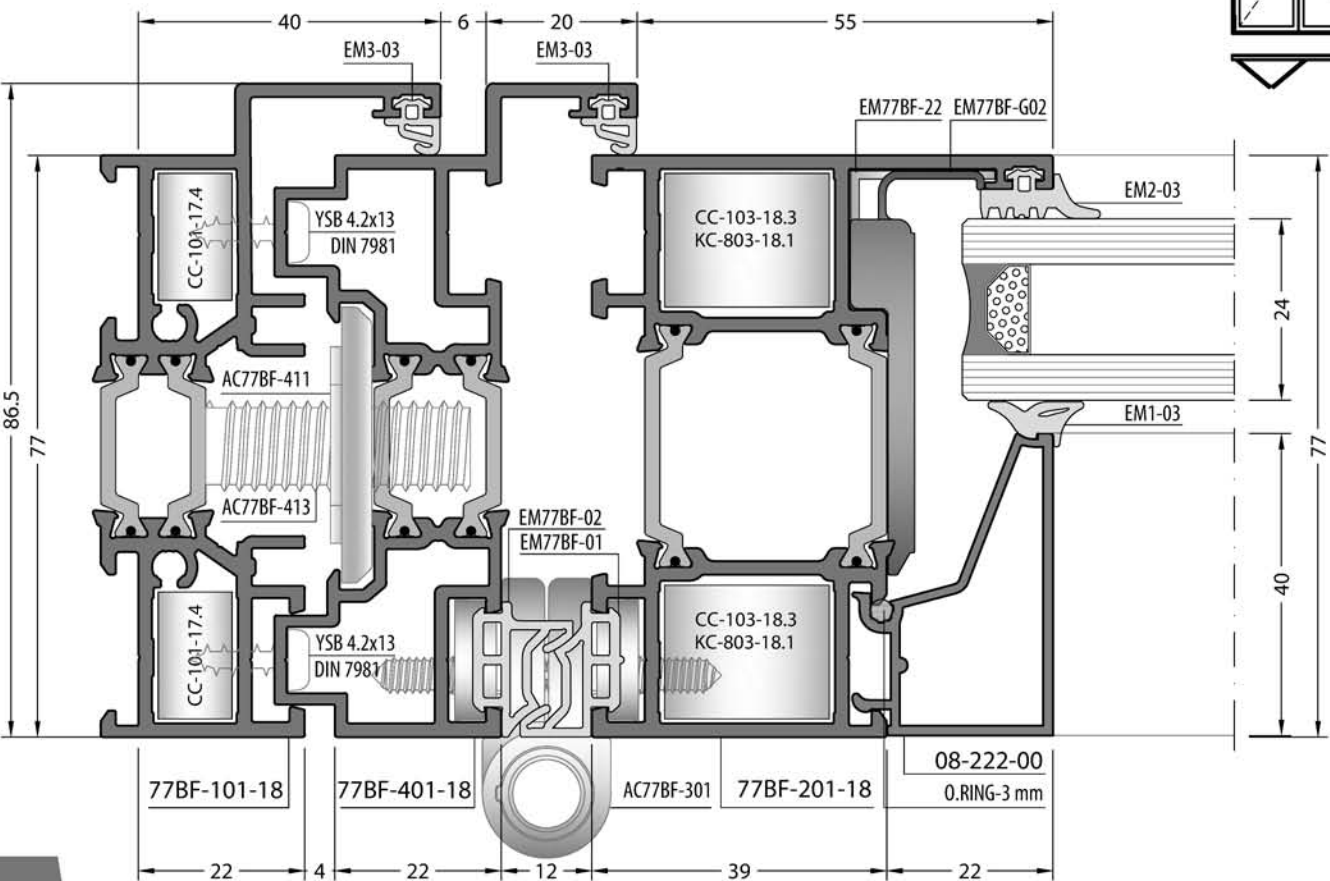 40
6
20
55
EM3-03
EM3-03
EM77BF-22
EM77BF-G02
EM2-03
CC-101-17.4
YSB 4.2x13
DIN 7981
CC-103-18.3
KC-803-18.1
24
86.5
77
AC77BF-411
AC77BF-413
EM1-03
77
EM77BF-02
EM77BF-01
40
CC-101-17.4
YSB 4.2x13
DIN 7981
CC-103-18.3
KC-803-18.1
77BF-101-18
77BF-401-18
AC77BF-301
77BF-201-18
08-222-00
O.RING-3 mm
22
4
22
12
39
22